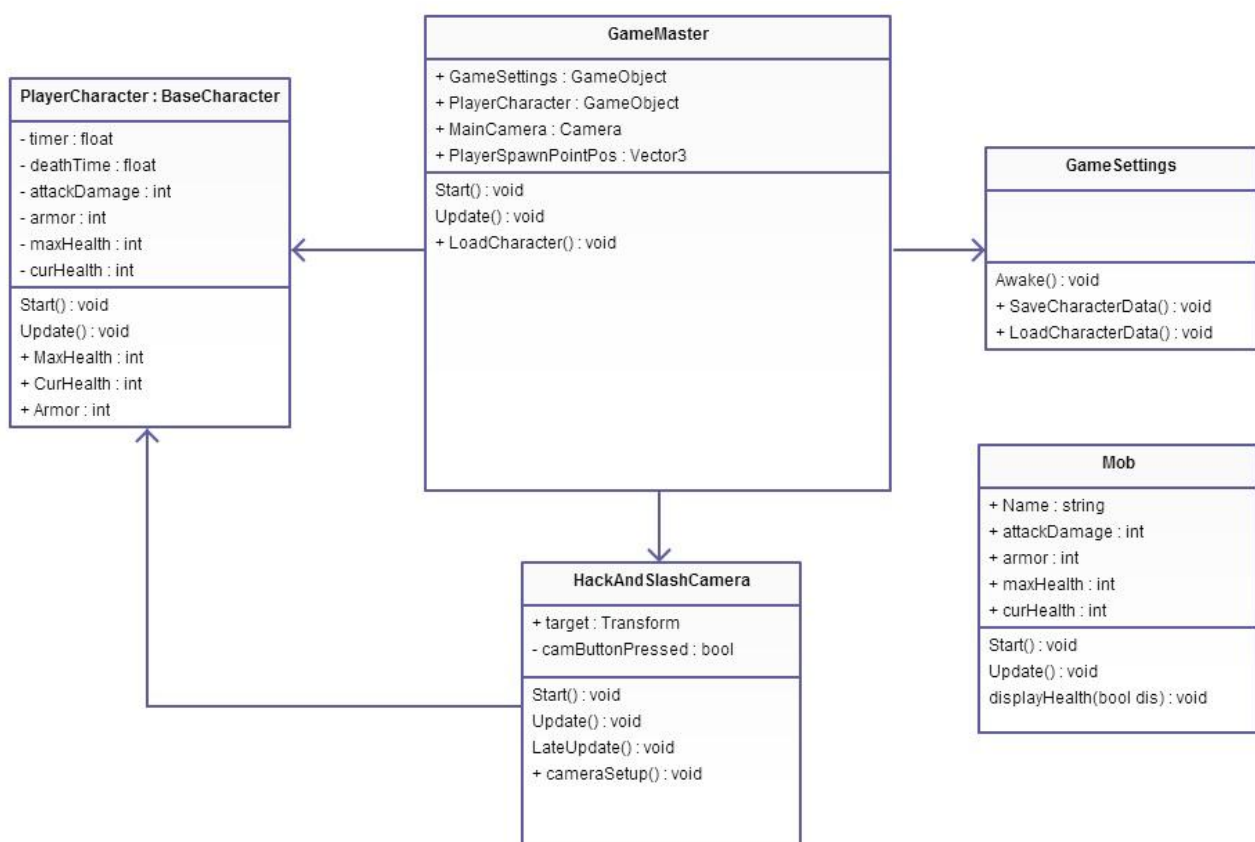 GameMaster
+ GameSettings : GameObject
+ PlayerCharacter : GameObject
+ MainCamera : Camera
+ PlayerSpawnPointPos : Vector3
Start() : void
Update() : void
+ LoadCharacter() : void
PlayerCharacter : BaseCharacter
- timer : float
- deathTime : float
- attackDamage : int
- armor : int
- maxHealth : int
- curHealth : int
Start() : void
Update() : void
+ MaxHealth : int
+ CurHealth : int
+ Armor : int
GameSettings
Awake() : void
+ SaveCharacterData() : void
+ LoadCharacterData() : void
Mob
+ Name : string
+ attackDamage : int
+ armor : int
+ maxHealth : int
+ curHealth : int
Start() : void
Update() : void
displayHealth(bool dis) : void
HackAndSlashCamera
+ target : Transform
- camButtonPressed : bool
Start() : void
Update() : void
LateUpdate() : void
+ cameraSetup() : void